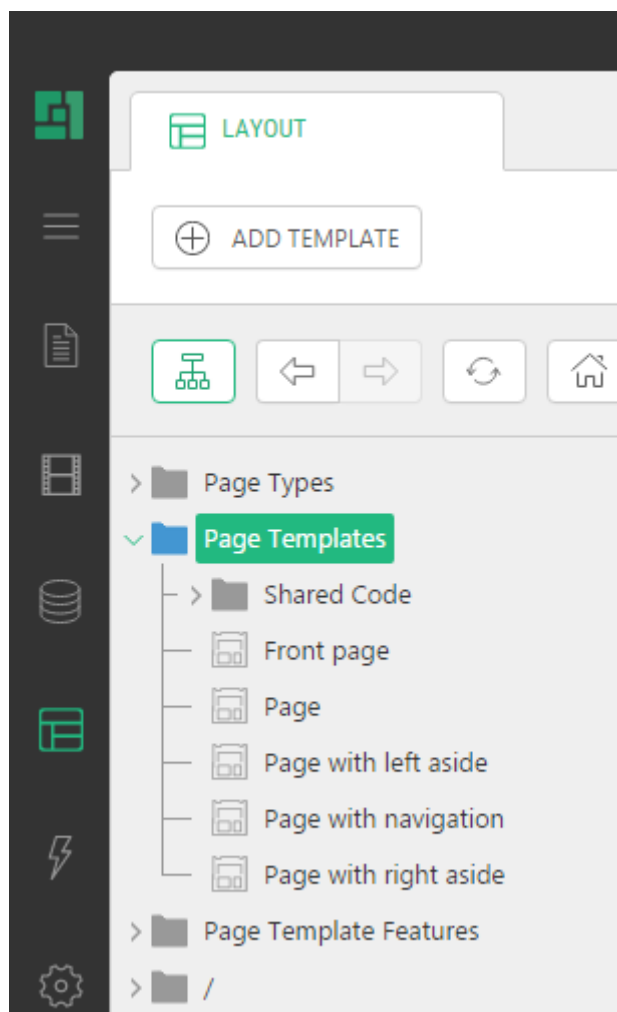 LAYOUT
ADD TEMPLATE
Page Types
Page Templates
Shared Code
Front page
Page
Page with left aside
Page with navigation
Page with right aside
Page Template Features
/